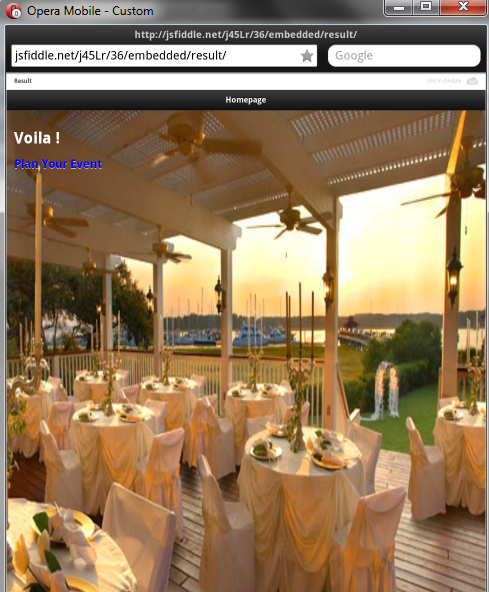 Opera Mobile - Custom
http://jsfiddle.net/j45Lr/36/embedded/result/
jsfiddle.net/j45Lr/36/embedded/result/
Google
Result
Homepage
Voila !
Plan Your Event